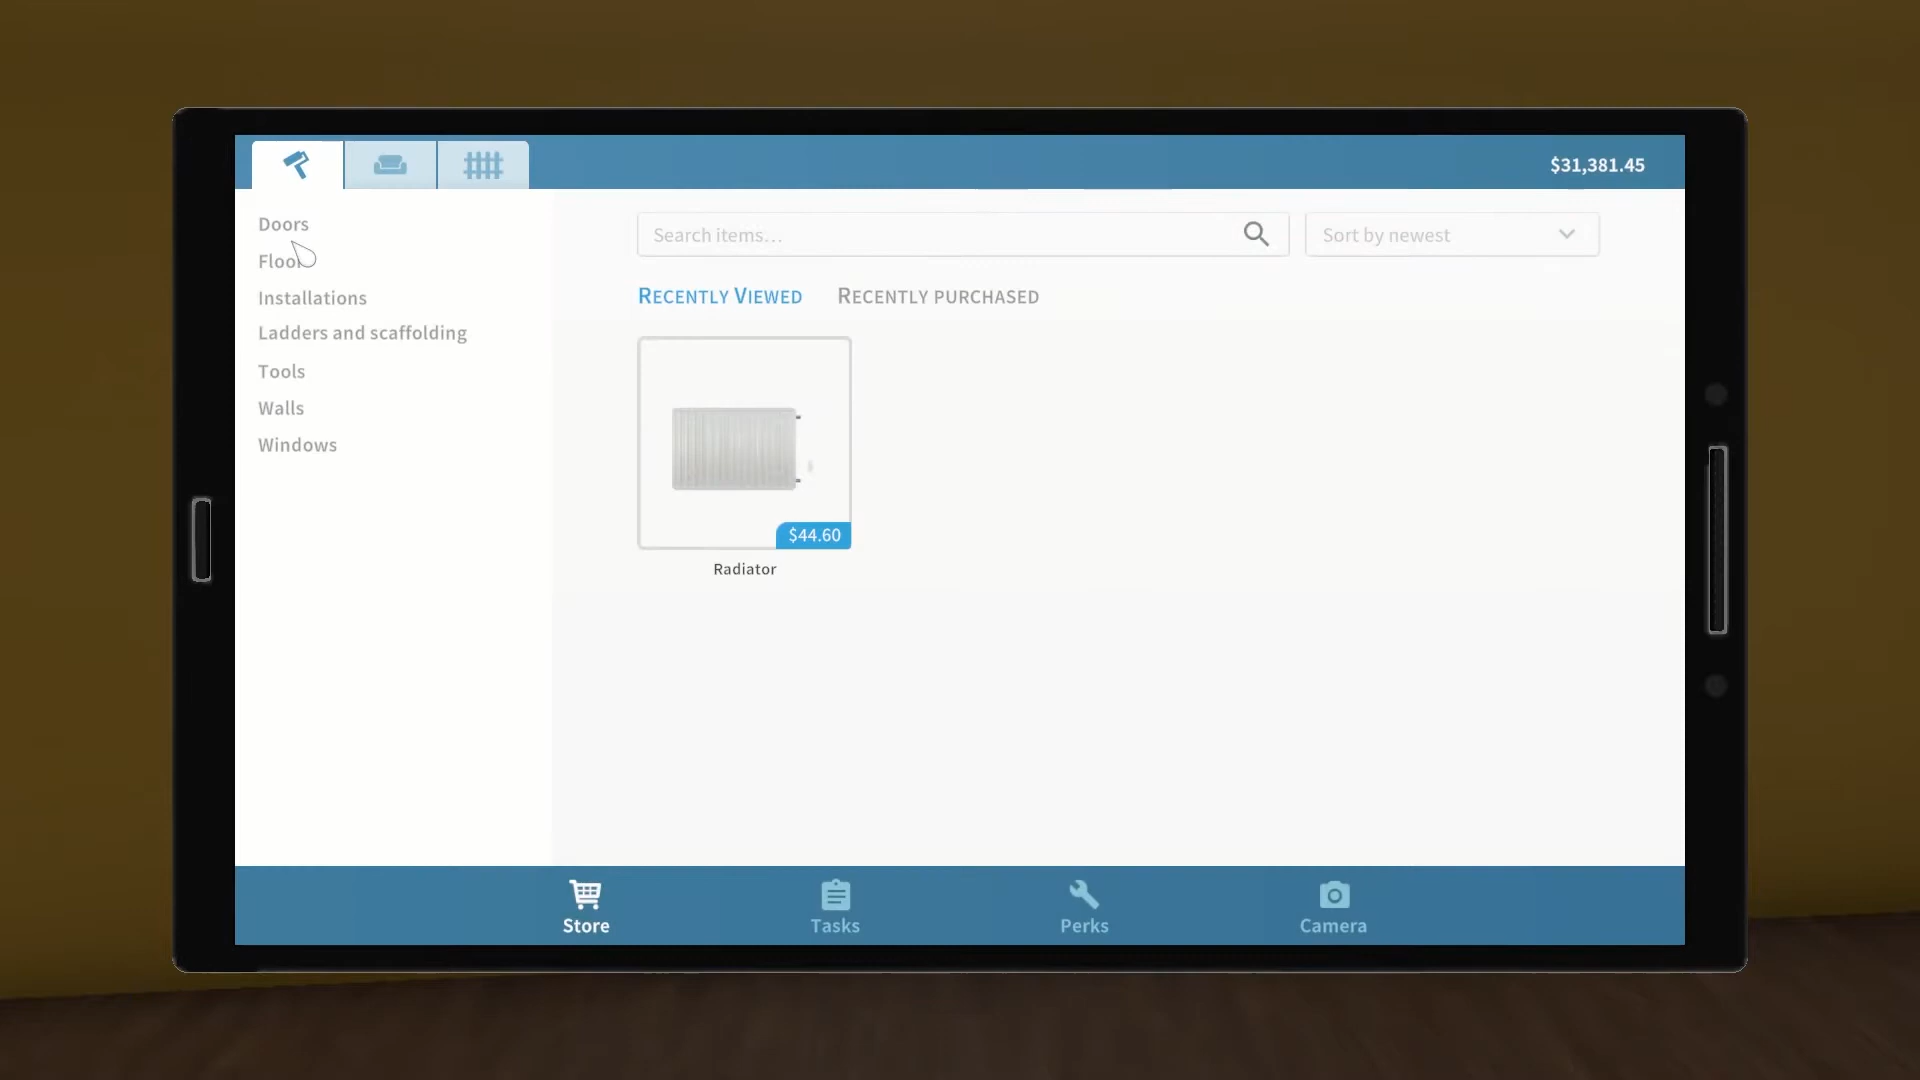 $31,381.45
Doors
Floor
Installations
Ladders and scaffolding
Tools
Walls
Windows
Search items...
Sort by newest
RECENTLY VIEWED
RECENTLY PURCHASED
$44.60
Radiator
Store
Tasks
Perks
Camera